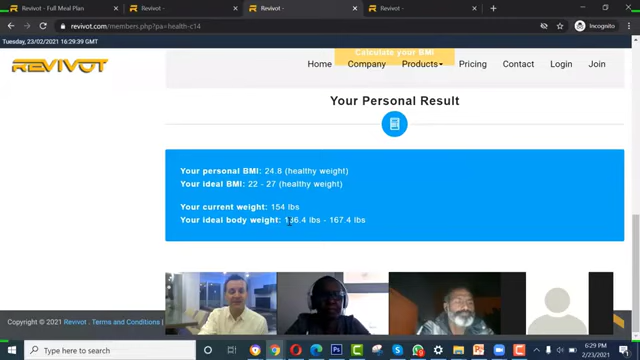 Revivot - Full Meal Plan
Revivot -
Revivot -
Revivot -
revivot.com/members.php?pa=health-c14
Incognito
Tuesday, 23/02/2021 16:29:39 GMT
REVIVOT
Calculate your BMI
Home Company Products Pricing Contact Login Join
Your Personal Result
Your personal BMI: 24.8 (healthy weight)
Your ideal BMI: 22 - 27 (healthy weight)
Your current weight: 154 lbs
Your ideal body weight: 136.4 lbs - 167.4 lbs
Copyright © 2021 Revivot . Terms and Conditions |
Type here to search
6:29 PM
2/23/2021